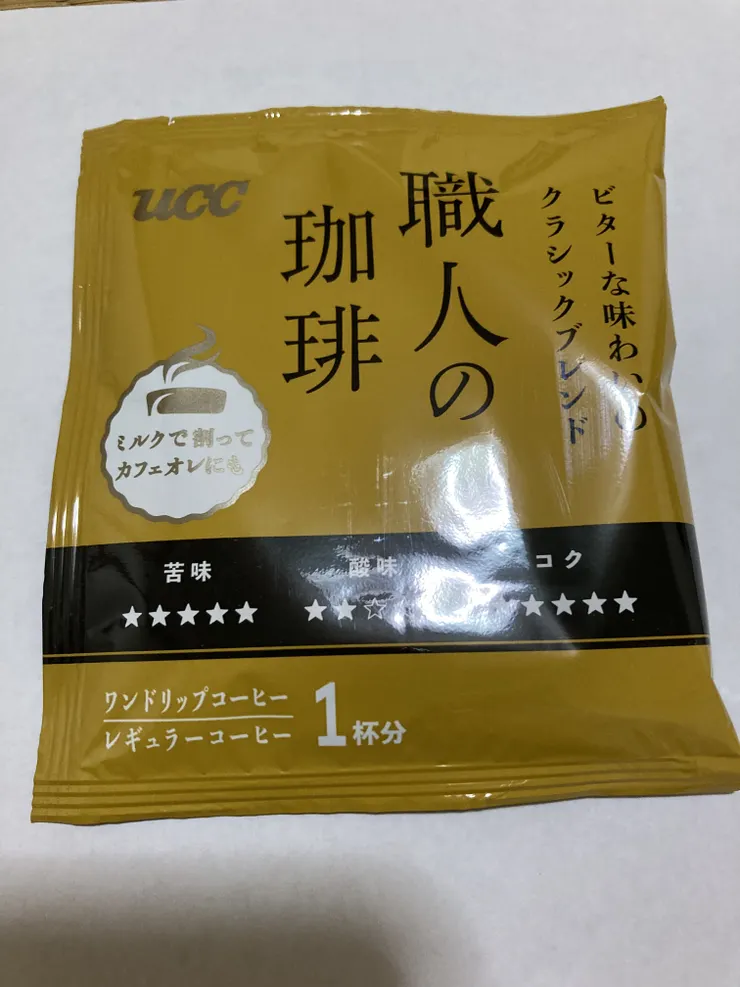 ucc
職人の
珈琲
ビターな味わいの
クラシックブレンド
ミルクで割って
カフェオレにも
苦味
★★★★★
酸味
★★☆
コク
★★★★
ワンドリップコーヒー
レギュラーコーヒー
1杯分